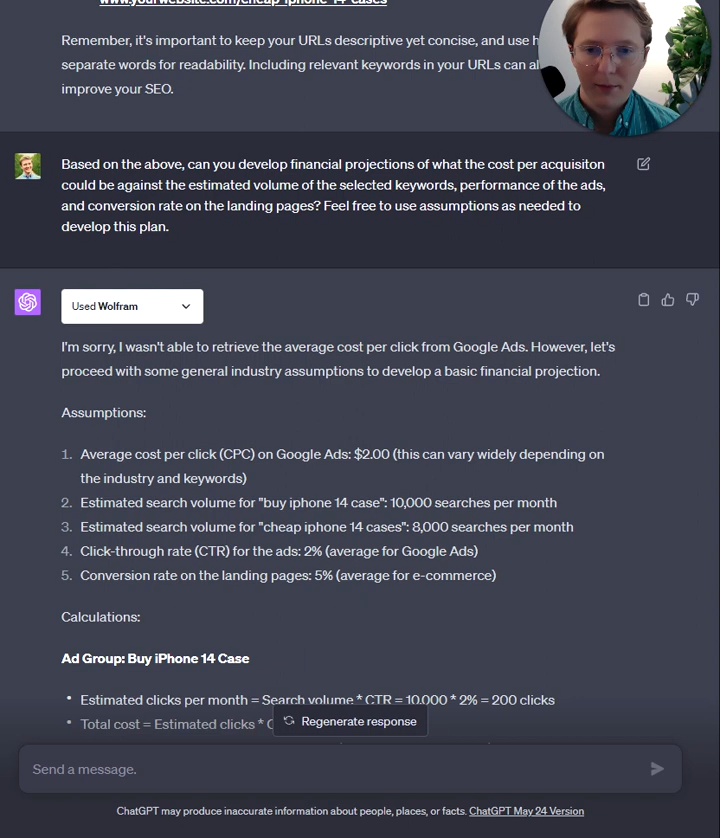 www.yourwebsite.com/cheap-iphone-14-cases
Remember, it's important to keep your URLs descriptive yet concise, and use
separate words for readability. Including relevant keywords in your URLs can
improve your SEO.
Based on the above, can you develop financial projections of what the cost per acquisiton
could be against the estimated volume of the selected keywords, performance of the ads,
and conversion rate on the landing pages? Feel free to use assumptions as needed to
develop this plan.
Used Wolfram
I'm sorry, I wasn't able to retrieve the average cost per click from Google Ads. However, let's
proceed with some general industry assumptions to develop a basic financial projection.
Assumptions:
1. Average cost per click (CPC) on Google Ads: $2.00 (this can vary widely depending on
the industry and keywords)
2. Estimated search volume for "buy iphone 14 case": 10,000 searches per month
3. Estimated search volume for "cheap iphone 14 cases": 8,000 searches per month
4. Click-through rate (CTR) for the ads: 2% (average for Google Ads)
5. Conversion rate on the landing pages: 5% (average for e-commerce)
Calculations:
Ad Group: Buy iPhone 14 Case
• Estimated clicks per month = Search volume * CTR = 10,000 * 2% = 200 clicks
• Total cost = Estimated clicks *
Regenerate response
Send a message.
ChatGPT may produce inaccurate information about people, places, or facts. ChatGPT May 24 Version